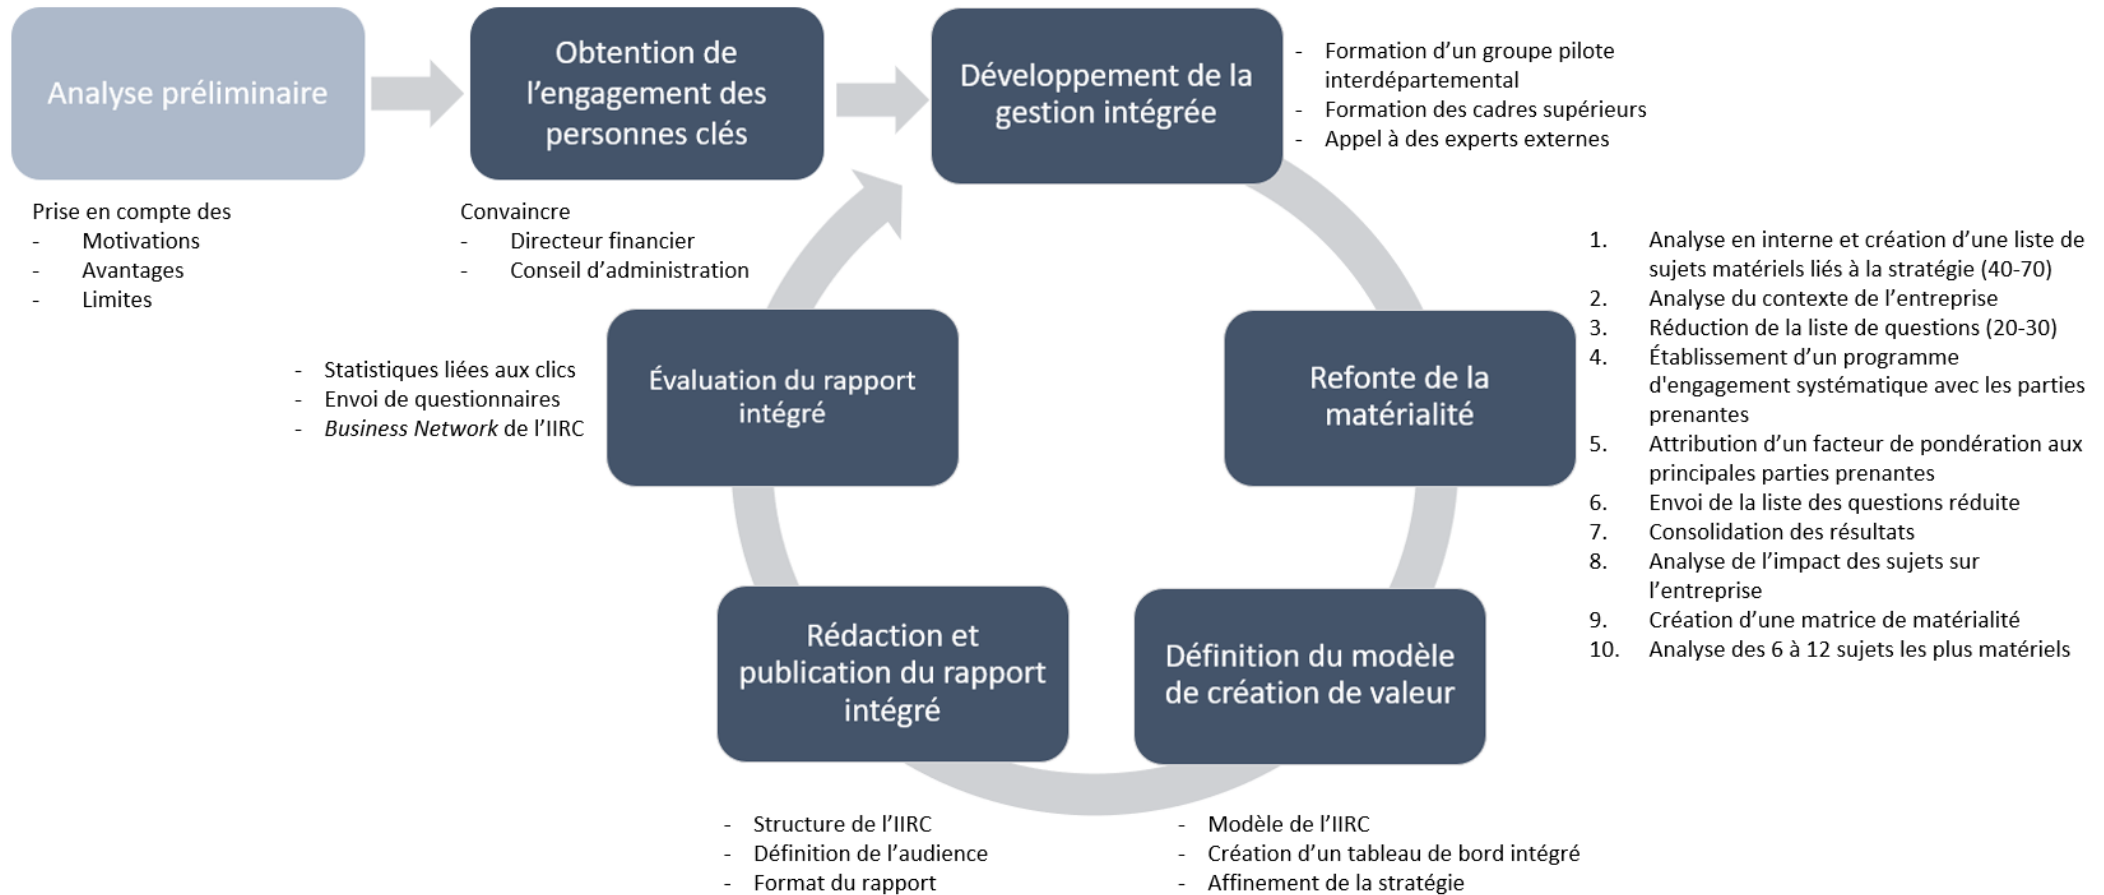 Analyse préliminaire
Prise en compte des
- Motivations
- Avantages
- Limites
Obtention de
l’engagement des
personnes clés
Convaincre
- Directeur financier
- Conseil d’administration
Développement de la
gestion intégrée
- Formation d’un groupe pilote
interdépartemental
- Formation des cadres supérieurs
- Appel à des experts externes
Refonte de la
matérialité
1. Analyse en interne et création d’une liste de
sujets matériels liés à la stratégie (40-70)
2. Analyse du contexte de l’entreprise
3. Réduction de la liste de questions (20-30)
4. Établissement d’un programme
d'engagement systématique avec les parties
prenantes
5. Attribution d’un facteur de pondération aux
principales parties prenantes
6. Envoi de la liste des questions réduite
7. Consolidation des résultats
8. Analyse de l’impact des sujets sur
l’entreprise
9. Création d’une matrice de matérialité
10. Analyse des 6 à 12 sujets les plus matériels
Définition du modèle
de création de valeur
- Modèle de l’IIRC
- Création d’un tableau de bord intégré
- Affinement de la stratégie
Rédaction et
publication du rapport
intégré
- Structure de l’IIRC
- Définition de l’audience
- Format du rapport
Évaluation du rapport
intégré
- Statistiques liées aux clics
- Envoi de questionnaires
- Business Network de l’IIRC